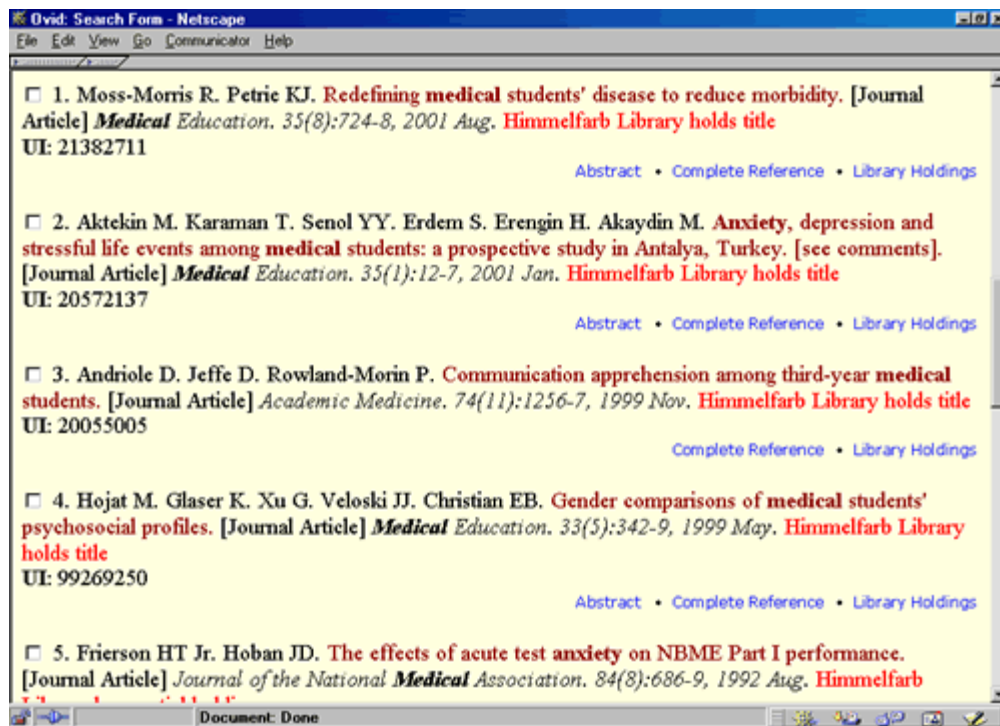 Ovid: Search Form - Netscape
File Edit View Go Communicator Help
1. Moss-Morris R. Petrie KJ. Redefining medical students' disease to reduce morbidity. [Journal
Article] Medical Education. 35(8):724-8, 2001 Aug. Himmelfarb Library holds title
UI: 21382711
Abstract • Complete Reference • Library Holdings
2. Aktekin M. Karaman T. Senol YY. Erdem S. Erengin H. Akaydin M. Anxiety, depression and
stressful life events among medical students: a prospective study in Antalya, Turkey. [see comments].
[Journal Article] Medical Education. 35(1):12-7, 2001 Jan. Himmelfarb Library holds title
UI: 20572137
Abstract • Complete Reference • Library Holdings
3. Andriole D. Jeffe D. Rowland-Morin P. Communication apprehension among third-year medical
students. [Journal Article] Academic Medicine. 74(11):1256-7, 1999 Nov. Himmelfarb Library holds title
UI: 20055005
Complete Reference • Library Holdings
4. Hojat M. Glaser K. Xu G. Veloski JJ. Christian EB. Gender comparisons of medical students'
psychosocial profiles. [Journal Article] Medical Education. 33(5):342-9, 1999 May. Himmelfarb Library
holds title
UI: 99269250
Abstract • Complete Reference • Library Holdings
5. Frierson HT Jr. Hoban JD. The effects of acute test anxiety on NBME Part I performance.
[Journal Article] Journal of the National Medical Association. 84(8):686-9, 1992 Aug. Himmelfarb
Document: Done